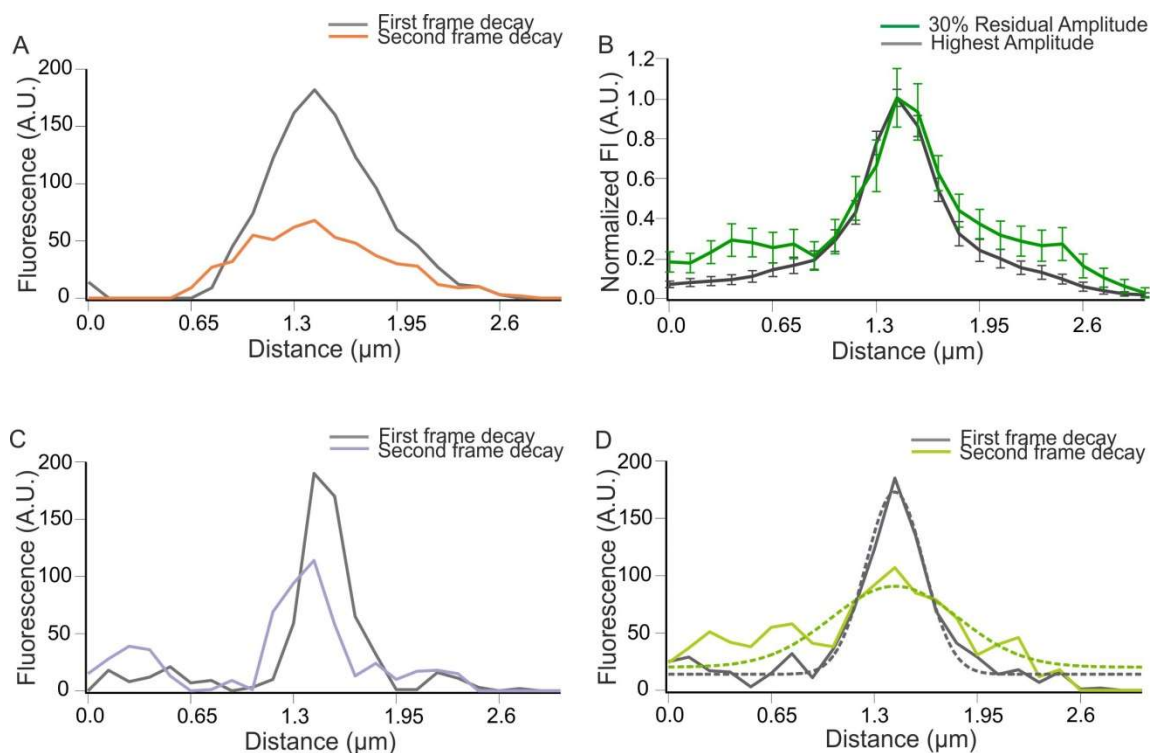 A
First frame decay
Second frame decay
Fluorescence (A.U.)
200
150
100
50
0
0.0
0.65
1.3
1.95
2.6
Distance (µm)
B
30% Residual Amplitude
Highest Amplitude
Normalized FI (A.U.)
1.2
1.0
0.8
0.6
0.4
0.2
0.0
0.0
0.65
1.3
1.95
2.6
Distance (µm)
C
First frame decay
Second frame decay
Fluorescence (A.U.)
200
150
100
50
0
0.0
0.65
1.3
1.95
2.6
Distance (µm)
D
First frame decay
Second frame decay
Fluorescence (A.U.)
200
150
100
50
0
0.0
0.65
1.3
1.95
2.6
Distance (µm)